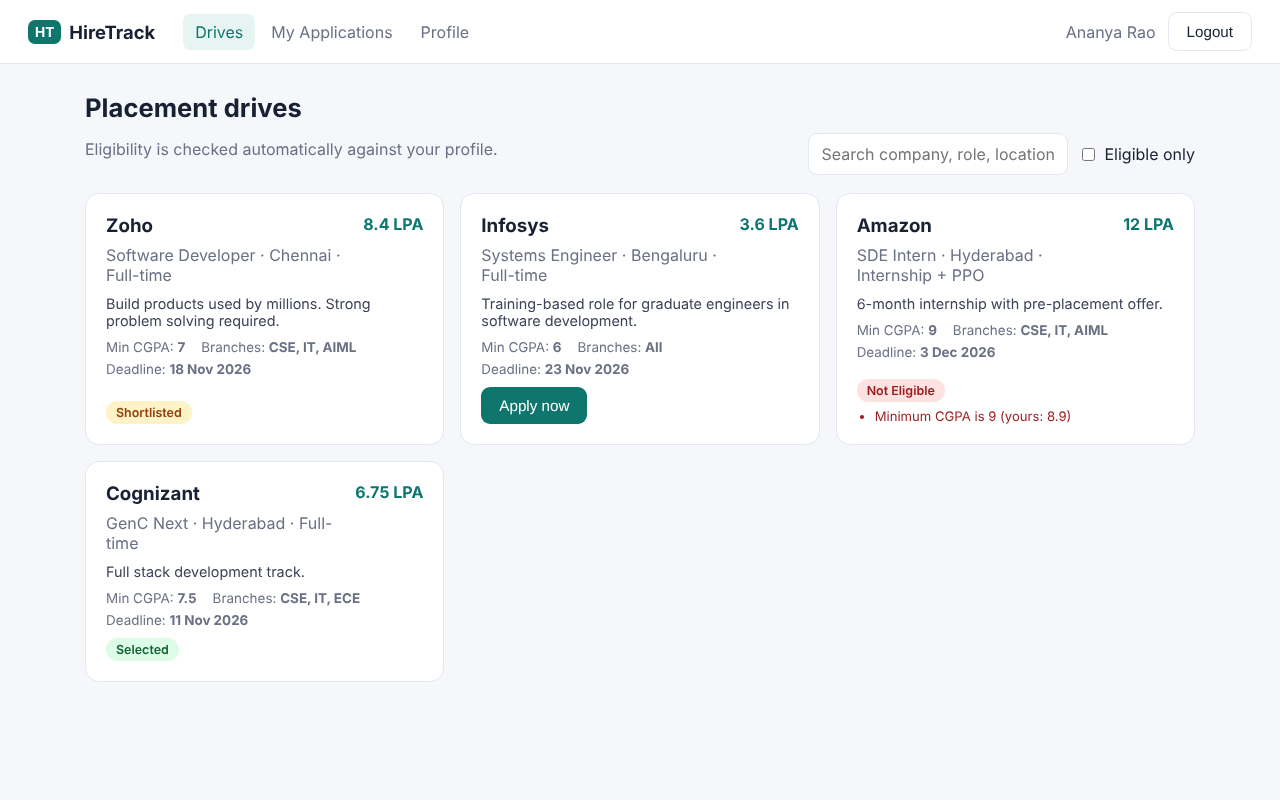 HT HireTrack Drives My Applications Profile Ananya Rao Logout
Placement drives
Eligibility is checked automatically against your profile.
Search company, role, location Eligible only
Zoho 8.4 LPA
Software Developer · Chennai ·
Full-time
Build products used by millions. Strong
problem solving required.
Min CGPA: 7 Branches: CSE, IT, AIML
Deadline: 18 Nov 2026
Shortlisted
Infosys 3.6 LPA
Systems Engineer · Bengaluru ·
Full-time
Training-based role for graduate engineers in
software development.
Min CGPA: 6 Branches: All
Deadline: 23 Nov 2026
Apply now
Amazon 12 LPA
SDE Intern · Hyderabad ·
Internship + PPO
6-month internship with pre-placement offer.
Min CGPA: 9 Branches: CSE, IT, AIML
Deadline: 3 Dec 2026
Not Eligible
• Minimum CGPA is 9 (yours: 8.9)
Cognizant 6.75 LPA
GenC Next · Hyderabad · Full-
time
Full stack development track.
Min CGPA: 7.5 Branches: CSE, IT, ECE
Deadline: 11 Nov 2026
Selected